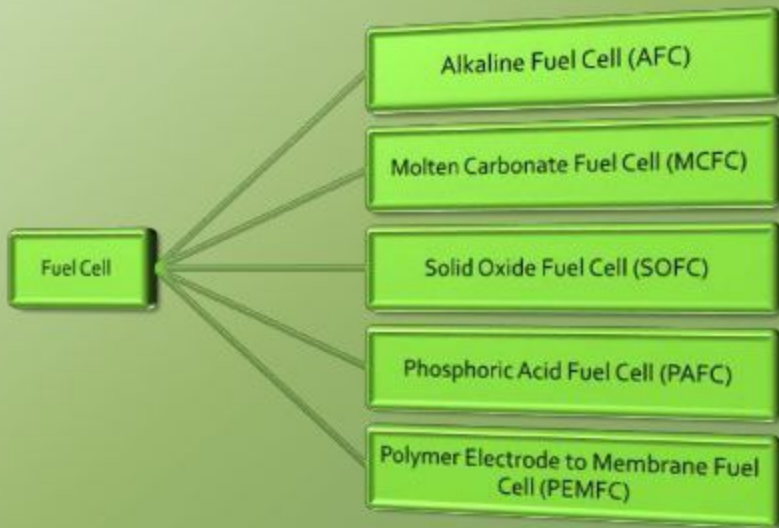 Fuel Cell
Alkaline Fuel Cell (AFC)
Molten Carbonate Fuel Cell (MCFC)
Solid Oxide Fuel Cell (SOFC)
Phosphoric Acid Fuel Cell (PAFC)
Polymer Electrode to Membrane Fuel
Cell (PEMFC)